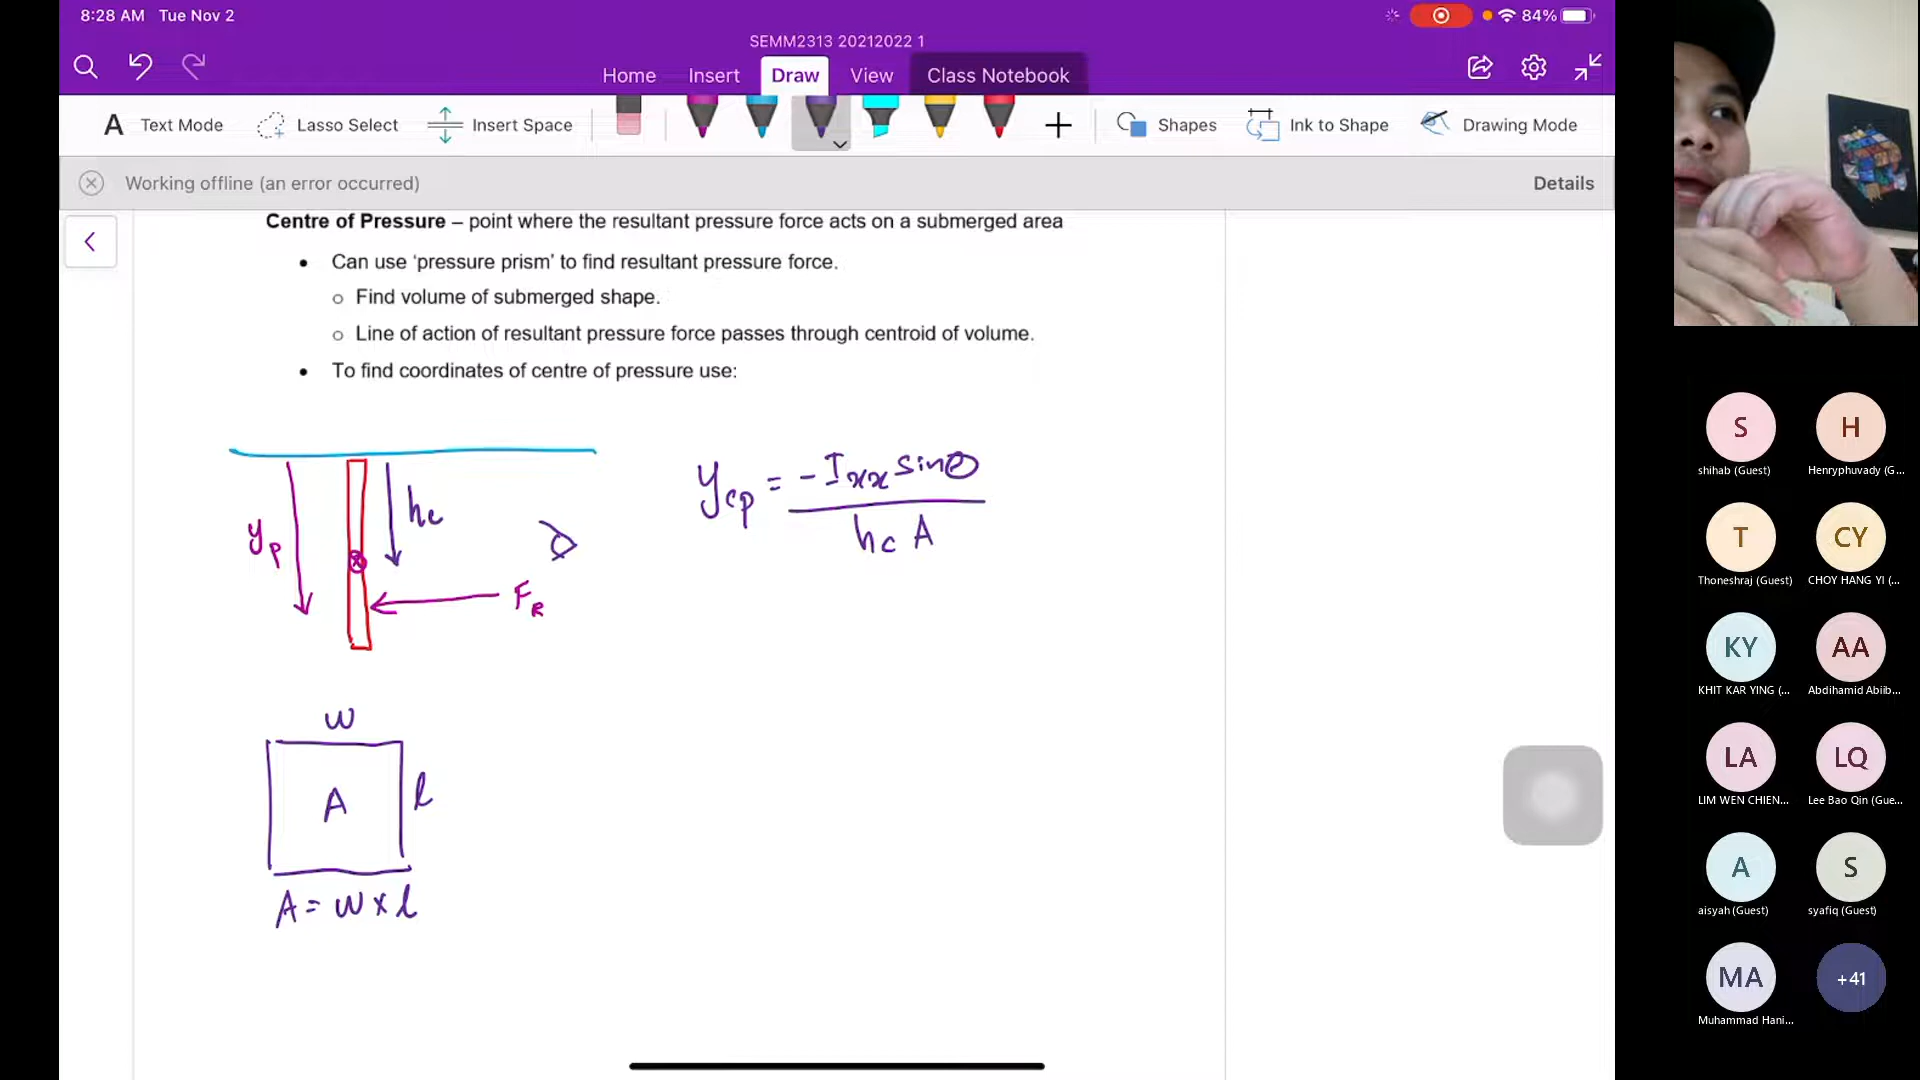 8:28 AM Tue Nov 2
84%
SEMM2313 20212022 1
Home Insert Draw View Class Notebook
A Text Mode Lasso Select Insert Space Shapes Ink to Shape Drawing Mode
Working offline (an error occurred) Details
Centre of Pressure – point where the resultant pressure force acts on a submerged area
• Can use ‘pressure prism’ to find resultant pressure force.
o Find volume of submerged shape.
o Line of action of resultant pressure force passes through centroid of volume.
• To find coordinates of centre of pressure use:
yp
hc
FR
ycp = -Ixx sinθ
hc A
w
A
l
A = w x l
S
shihab (Guest)
H
Henryphuvady (G...
T
Thoneshraj (Guest)
CY
CHOY HANG YI (...
KY
KHIT KAR YING (...
AA
Abdihamid Abiib...
LA
LIM WEN CHIEN...
LQ
Lee Bao Qin (Gue...
A
aisyah (Guest)
S
syafiq (Guest)
MA
Muhammad Hani...
+41